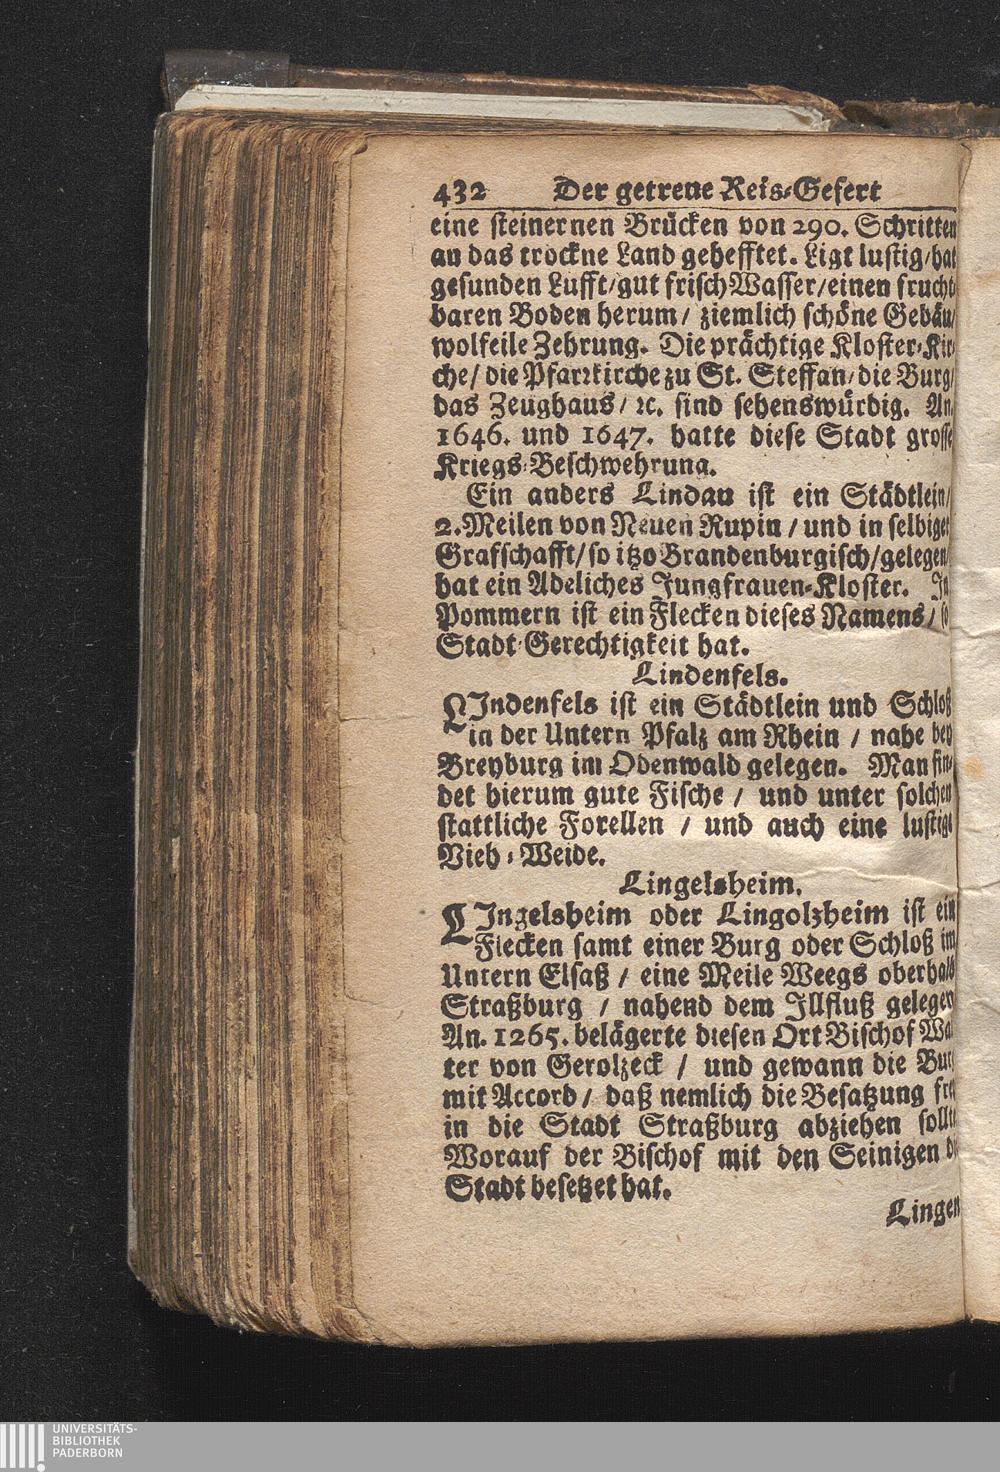 432 Der getreue Reis-Gefert
eine steinernen Brücken von 290. Schritten
an das trockne Land gehefftet. Ligt lustig/hat
gesunden Lufft/gut frisch Wasser/einen frucht
baren Boden herum/ ziemlich schöne Gebäu/
wolfeile Zehrung. Die prächtige Kloster-Kir-
che/ die Pfarrkirche zu St. Steffan/die Burg/
das Zeughaus/ ꝛc. sind sehenswürdig. An.
1646. und 1647. hatte diese Stadt grosse
Kriegs-Beschwehrung.
Ein anders Lindau ist ein Städtlein/
2. Meilen von Neuen Rupin / und in selbiger
Grafschafft/ so itzo Brandenburgisch/gelegen/
hat ein Adeliches Jungfrauen-Kloster. In
Pommern ist ein Flecken dieses Namens/ so
Stadt-Gerechtigkeit hat.
Lindenfels.
LIndenfels ist ein Städtlein und Schloß
in der Untern Pfalz am Rhein / nahe bey
Breyburg im Odenwald gelegen. Man fin-
det hierum gute Fische / und unter solchen
stattliche Forellen / und auch eine lustige
Vieh-Weide.
Lingelsheim.
LIngelsheim oder Lingolzheim ist ein
Flecken samt einer Burg oder Schloß im
Untern Elsaß / eine Meile Weegs oberhalb
Straßburg / nahend dem Illfluß gelegen
An. 1265. belägerte diesen Ort Bischof Wal
ter von Gerolzeck / und gewann die Burg
mit Accord/ daß nemlich die Besatzung frey
in die Stadt Straßburg abziehen sollte
Worauf der Bischof mit den Seinigen die
Stadt besetzet hat.
Lingen
UNIVERSITÄTS-
BIBLIOTHEK
PADERBORN